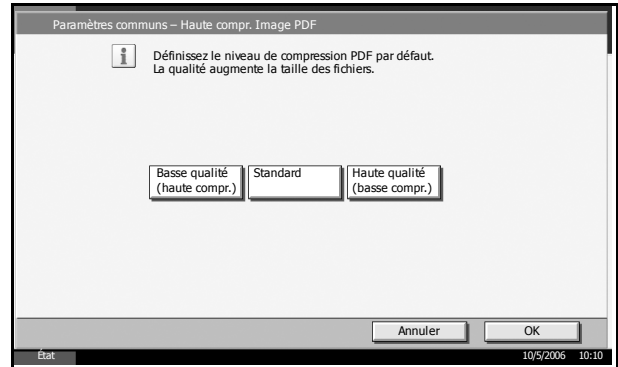 Paramètres communs – Haute compr. Image PDF
Définissez le niveau de compression PDF par défaut.
La qualité augmente la taille des fichiers.
Basse qualité
(haute compr.)
Standard
Haute qualité
(basse compr.)
Annuler
OK
État
10/5/2006 10:10